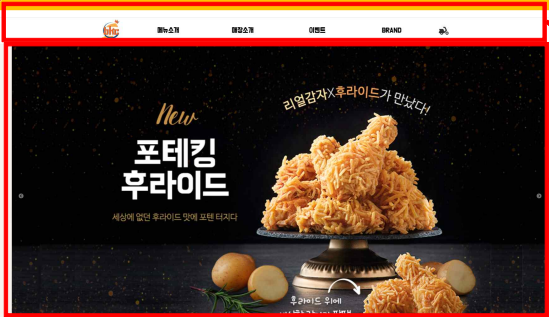 bhc
메뉴소개
매장소개
이벤트
BRAND
리얼감자X후라이드가 만났다!
New
포테킹
후라이드
세상에 없던 후라이드 맛에 포텐 터지다
후라이드 위에